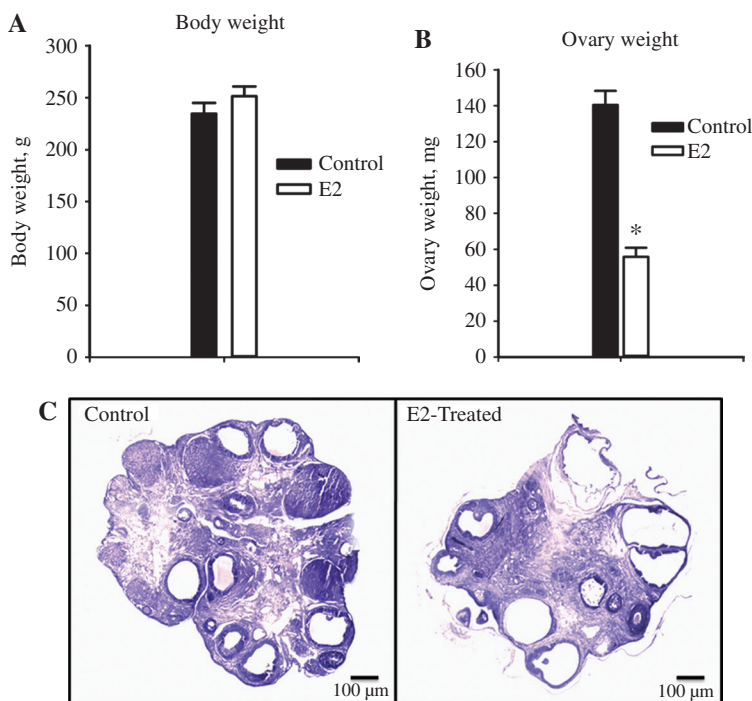 A
Body weight
Body weight, g
300
250
200
150
100
50
0
Control
E2
B
Ovary weight
Ovary weight, mg
160
140
120
100
80
60
40
20
0
*
Control
E2
C
Control
100 µm
E2-Treated
100 µm